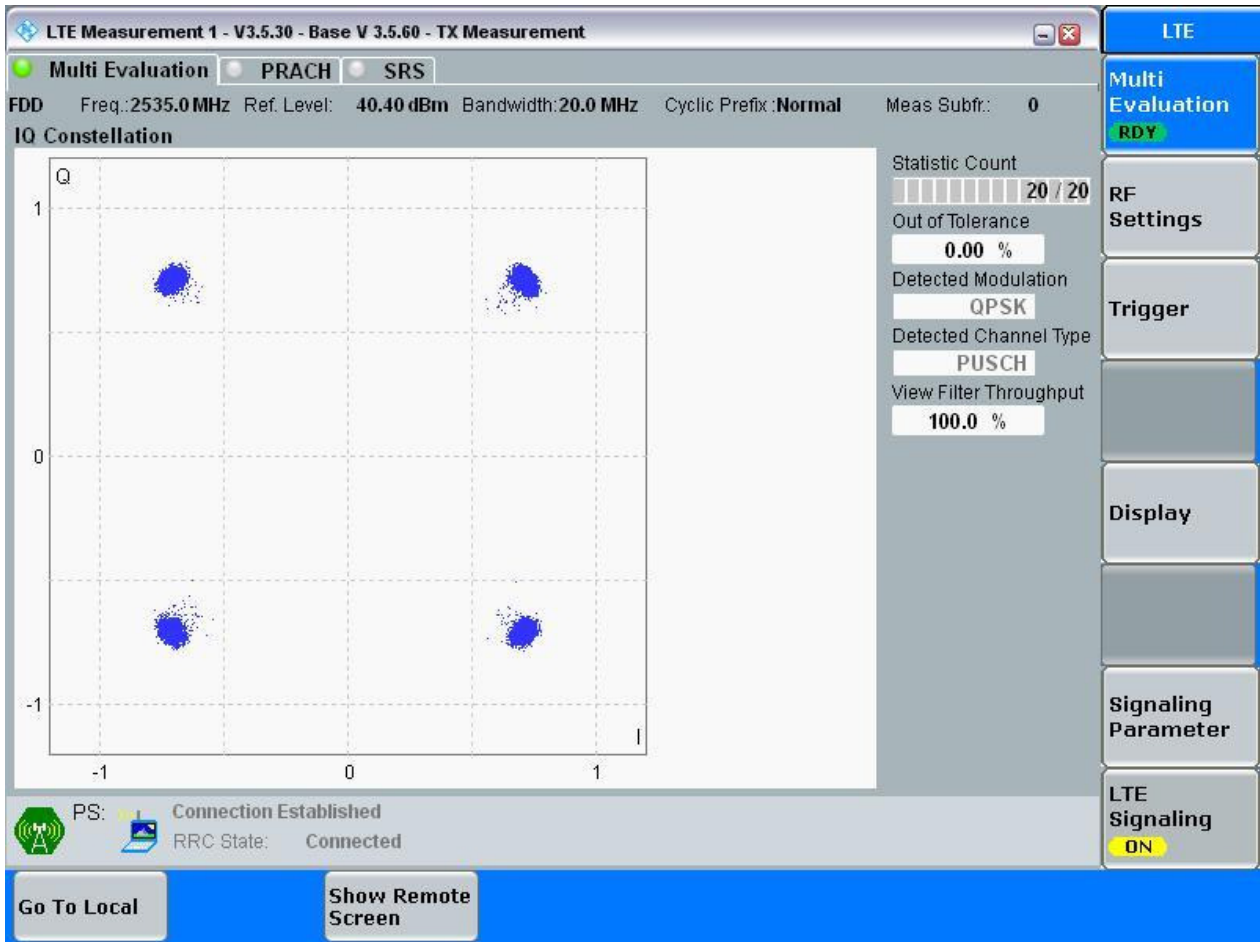 LTE Measurement 1 - V3.5.30 - Base V 3.5.60 - TX Measurement
LTE
Multi Evaluation PRACH SRS
FDD Freq.:2535.0 MHz Ref. Level: 40.40 dBm Bandwidth:20.0 MHz Cyclic Prefix :Normal Meas Subfr.: 0
IQ Constellation
Q
1
0
-1
-1 0 1
I
Statistic Count
20 / 20
Out of Tolerance
0.00 %
Detected Modulation
QPSK
Detected Channel Type
PUSCH
View Filter Throughput
100.0 %
Multi
Evaluation
RDY
RF
Settings
Trigger
Display
Signaling
Parameter
LTE
Signaling
ON
PS: Connection Established
RRC State: Connected
Go To Local
Show Remote
Screen